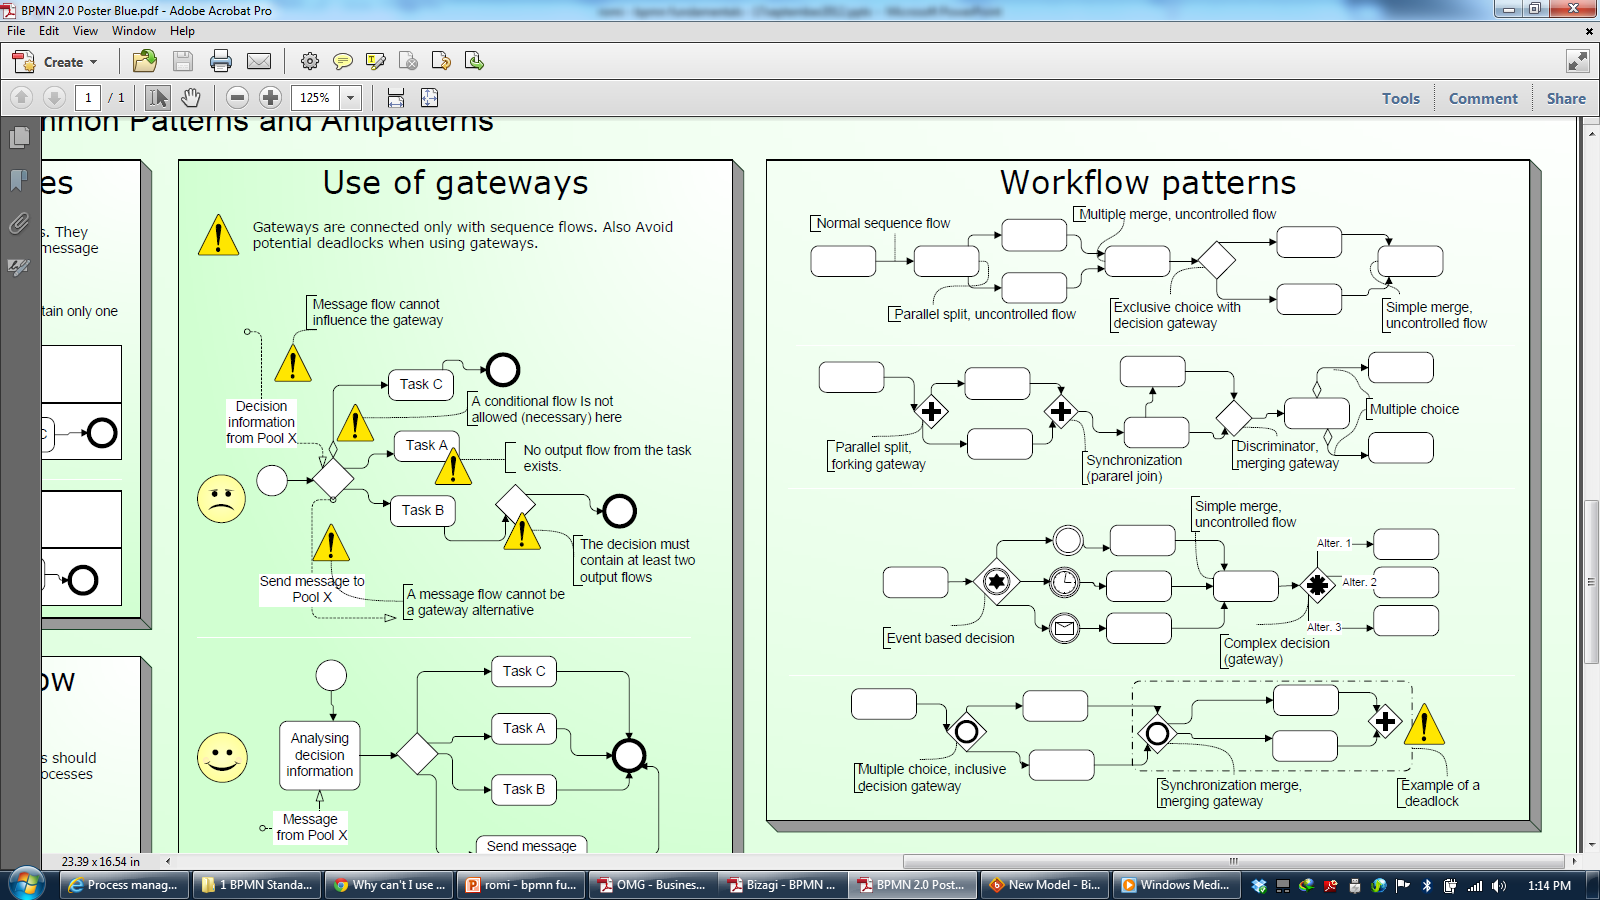 BPMN 2.0 Poster Blue.pdf - Adobe Acrobat Pro
File Edit View Window Help
Create
1 / 1
125%
Tools Comment Share
mmon Patterns and Antipatterns
es
s. They
message
tain only one
C
ow
s should
ocesses
Use of gateways
Gateways are connected only with sequence flows. Also Avoid
potential deadlocks when using gateways.
Message flow cannot
influence the gateway
Task C
A conditional flow Is not
allowed (necessary) here
Decision
information
from Pool X
Task A
No output flow from the task
exists.
Task B
The decision must
contain at least two
output flows
Send message to
Pool X
A message flow cannot be
a gateway alternative
Task C
Analysing
decision
information
Task A
Task B
Message
from Pool X
Send message
Workflow patterns
Normal sequence flow
Multiple merge, uncontrolled flow
Parallel split, uncontrolled flow
Exclusive choice with
decision gateway
Simple merge,
uncontrolled flow
Parallel split,
forking gateway
Synchronization
(pararel join)
Discriminator,
merging gateway
Multiple choice
Simple merge,
uncontrolled flow
Event based decision
Alter. 1
Alter. 2
Alter. 3
Complex decision
(gateway)
Multiple choice, inclusive
decision gateway
Synchronization merge,
merging gateway
Example of a
deadlock
23.39 x 16.54 in
Process manag...
1 BPMN Standa...
Why can't I use ...
romi - bpmn fu...
OMG - Busines...
Bizagi - BPMN ...
BPMN 2.0 Post...
New Model - Bi...
Windows Medi...
1:14 PM